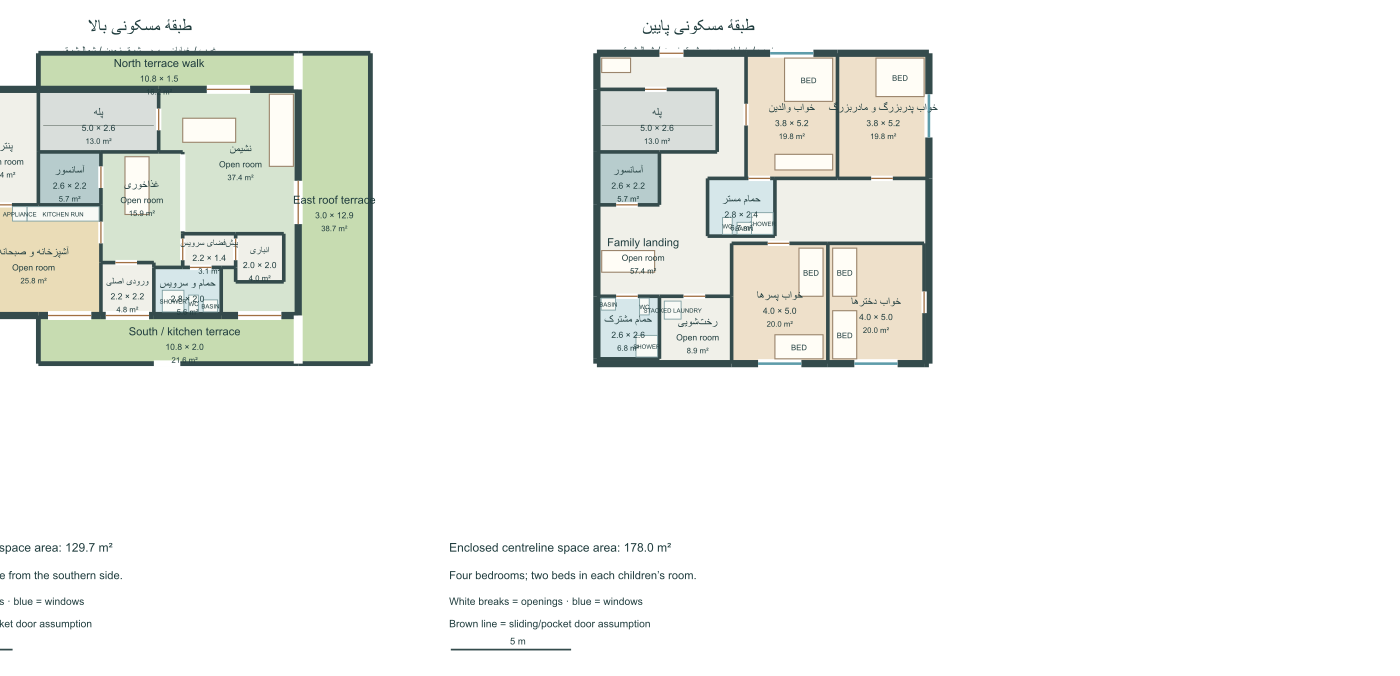 طبقهٔ مسکونی بالا
North terrace walk
10.8 × 1.5
پله
5.0 × 2.6
13.0 m²
نشیمن
Open room
37.4 m²
آسانسور
2.6 × 2.2
5.7 m²
غذاخوری
Open room
15.9 m²
East roof terrace
3.0 × 12.9
38.7 m²
APPLIANCE
KITCHEN RUN
آشپزخانه و صبحانه
Open room
25.8 m²
پیش‌فضای سرویس
2.2 × 1.4
3.1 m²
انباری
2.0 × 2.0
4.0 m²
ورودی اصلی
2.2 × 2.2
4.8 m²
حمام و سرویس
2.8 × 2.0
SHOWER
WC
BASIN
South / kitchen terrace
10.8 × 2.0
21.6 m²
space area: 129.7 m²
e from the southern side.
s · blue = windows
ket door assumption
طبقهٔ مسکونی پایین
BED
BED
خواب والدین
3.8 × 5.2
19.8 m²
خواب پدربزرگ و مادربزرگ
3.8 × 5.2
19.8 m²
پله
5.0 × 2.6
13.0 m²
آسانسور
2.6 × 2.2
5.7 m²
حمام مستر
2.8 × 2.4
WC
BASIN
SHOWER
Family landing
Open room
57.4 m²
BASIN
WC
حمام مشترک
2.6 × 2.6
6.8 m²
SHOWER
STACKED LAUNDRY
رخت‌شویی
8.9 m²
BED
خواب پسرها
4.0 × 5.0
20.0 m²
BED
BED
خواب دخترها
4.0 × 5.0
20.0 m²
BED
Enclosed centreline space area: 178.0 m²
Four bedrooms; two beds in each children’s room.
White breaks = openings · blue = windows
Brown line = sliding/pocket door assumption
5 m